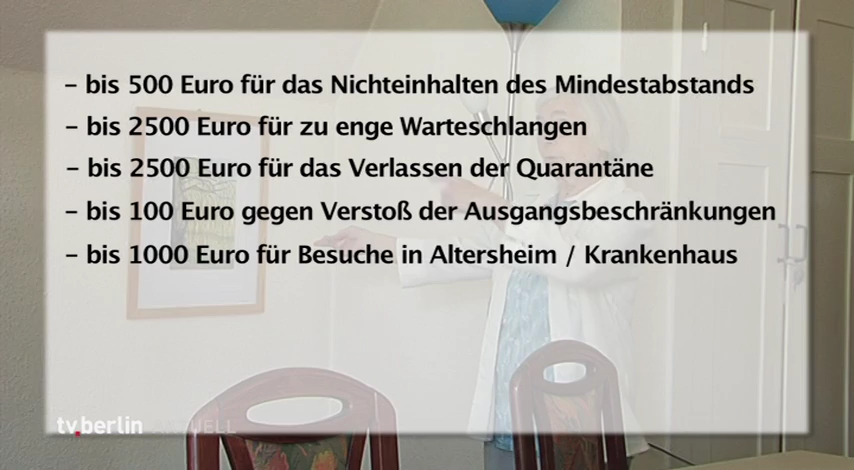 – bis 500 Euro für das Nichteinhalten des Mindestabstands
– bis 2500 Euro für zu enge Warteschlangen
– bis 2500 Euro für das Verlassen der Quarantäne
– bis 100 Euro gegen Verstoß der Ausgangsbeschränkungen
– bis 1000 Euro für Besuche in Altersheim / Krankenhaus
tv.berlin AKTUELL